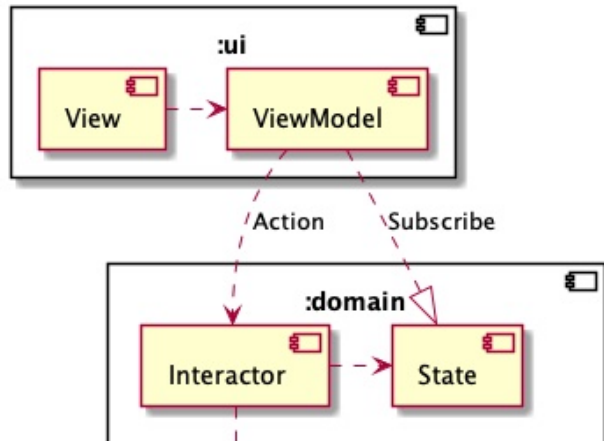 :ui
View
ViewModel
Action
Subscribe
:domain
Interactor
State